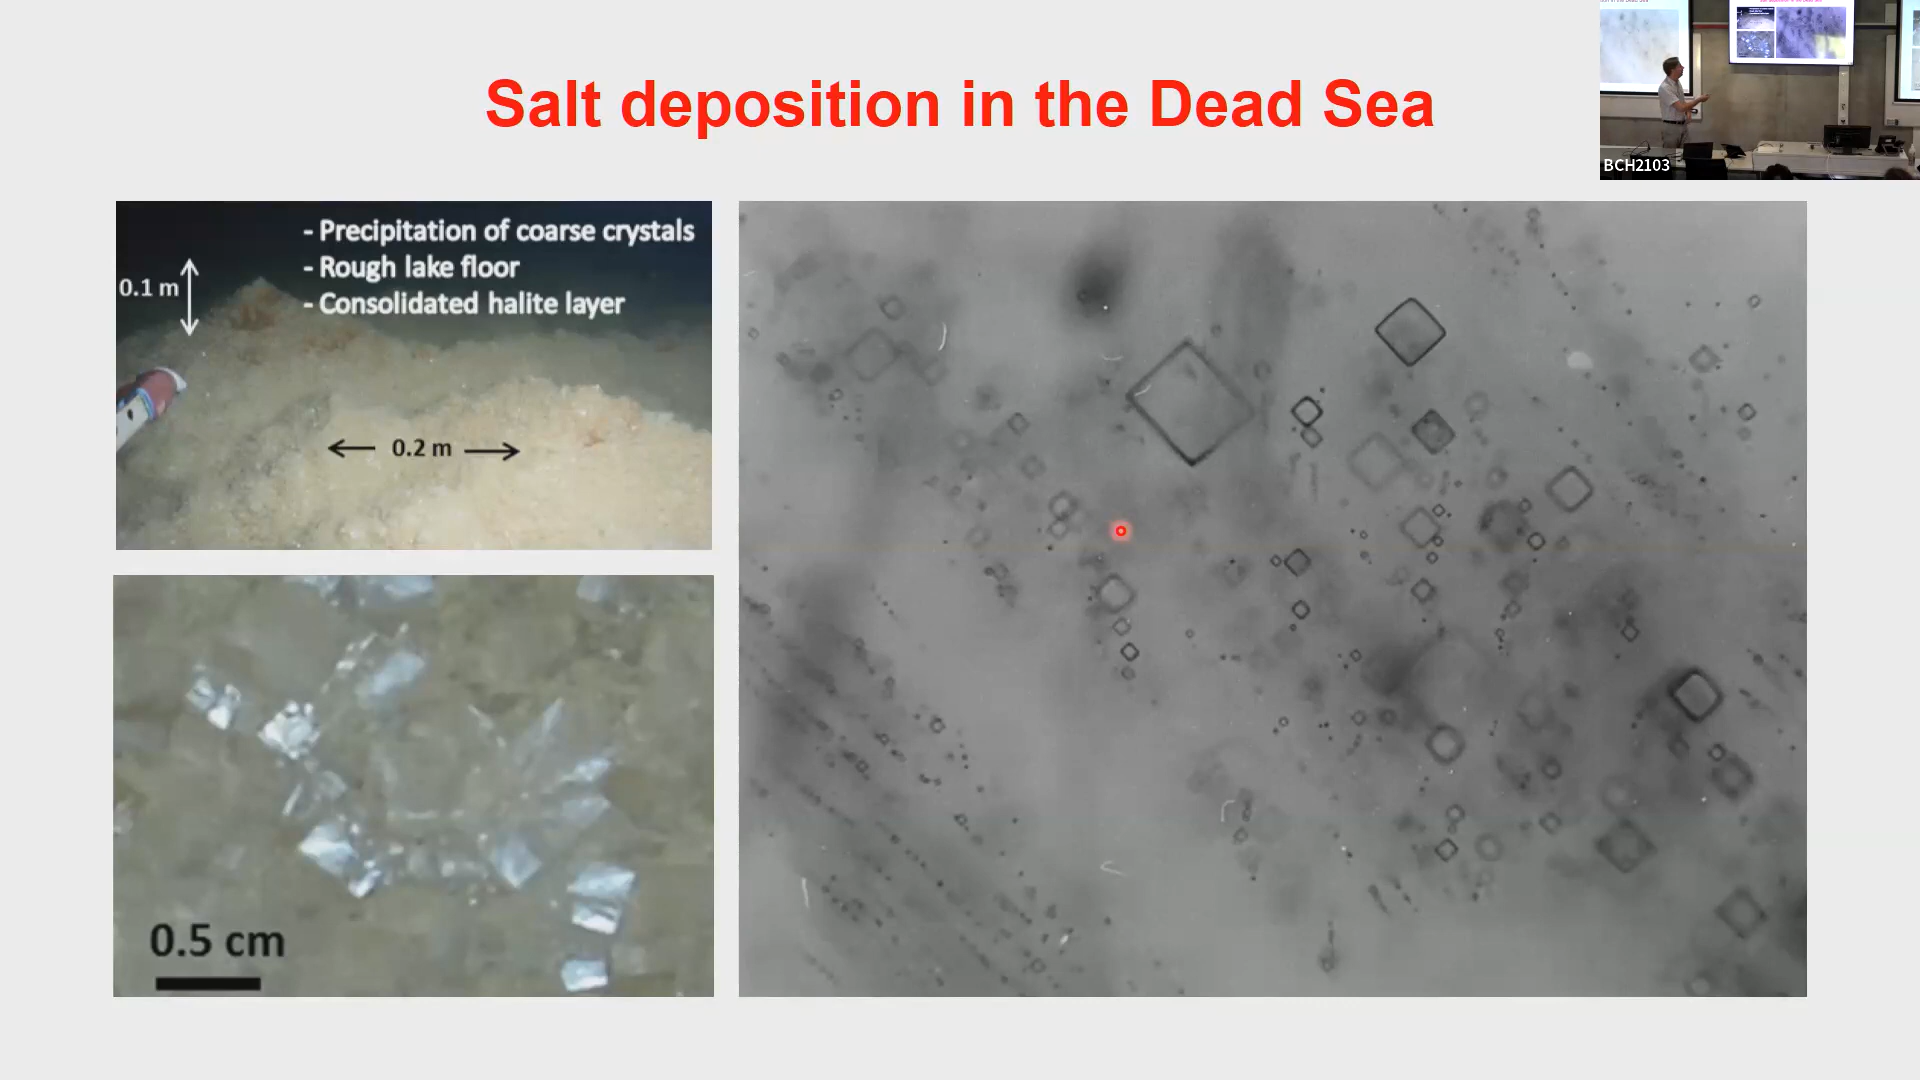 Salt deposition in the Dead Sea
BCH2103
- Precipitation of coarse crystals
- Rough lake floor
- Consolidated halite layer
0.1 m
0.2 m
0.5 cm